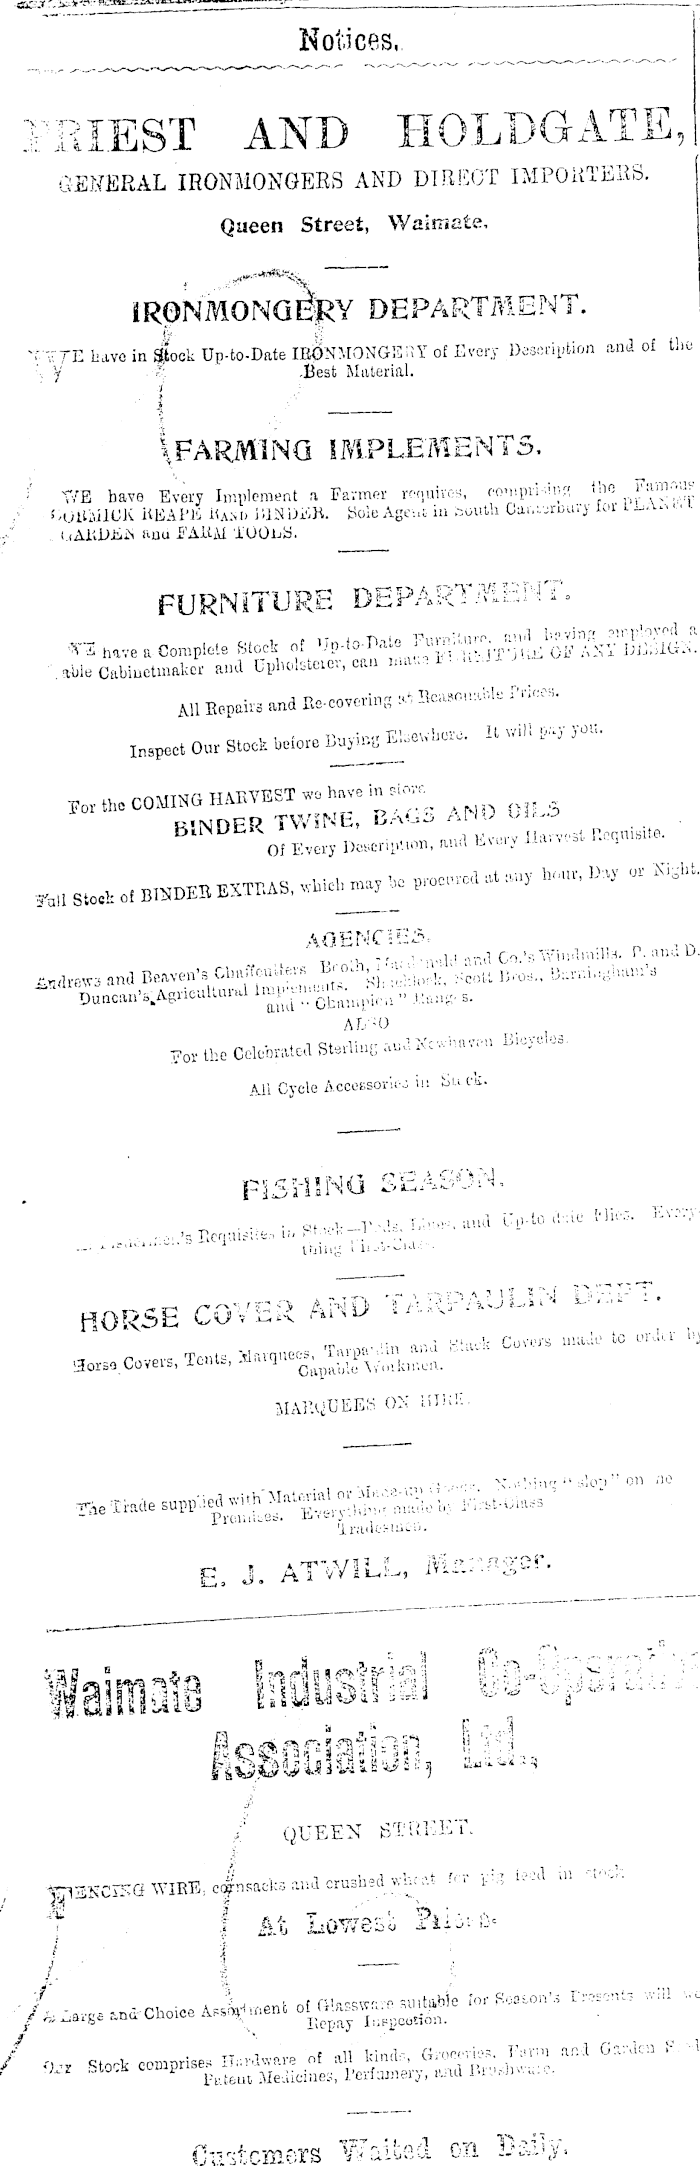 Notices.
PRIEST AND HOLDGATE,
GENERAL IRONMONGERS AND DIRECT IMPORTERS.
Queen Street, Waimate.
IRONMONGERY DEPARTMENT.
WE have in Stock Up-to-Date IRONMONGERY of Every Description and of the
Best Material.
FARMING IMPLEMENTS.
WE have Every Implement a Farmer requires, comprising the Famous
CORMICK REAPE RAND BINDER. Sole Agent in South Canterbury for PLANET
GARDEN and FARM TOOLS.
FURNITURE DEPARTMENT.
WE have a Complete Stock of Up-to-Date Furniture, and having employed a
able Cabinetmaker and Upholsterer, can make FURNITURE OF ANY DESIGN.
All Repairs and Re-covering at Reasonable Prices.
Inspect Our Stock before Buying Elsewhere. It will pay you.
For the COMING HARVEST we have in store
BINDER TWINE, BAGS AND OILS
Of Every Description, and Every Harvest Requisite.
Full Stock of BINDER EXTRAS, which may be procured at any hour, Day or Night.
AGENCIES.
Andrews and Beaven's Chaffcutters Booth, Macdonald and Co.'s Windmills. P. and D.
Duncan's Agricultural Implements. Shacklock, Scott Bros., Barningham's
and "Champion" Ranges.
ALSO
For the Celebrated Sterling and Newhaven Bicycles.
All Cycle Accessories in Stock.
FISHING SEASON.
Fishermen's Requisites in Stock—Rods, Lines, and Up-to date Flies. Every-
thing First-Class.
HORSE COVER AND TARPAULIN DEPT.
Horse Covers, Tents, Marquees, Tarpaulin and Stack Covers made to order by
Capable Workmen.
MARQUEES ON HIRE.
The Trade supplied with Material or Made-up Goods. Nothing "slop" on he
Premises. Everything made by First-Class
Tradesmen.
E. J. ATWILL, Manager.
Waimate Industrial Co-Operative
Association, Ltd.,
QUEEN STREET.
FENCING WIRE, cornsacks and crushed wheat for pig feed in stock
At Lowest Prices.
A Large and Choice Assortment of Glassware suitable for Season's Presents will we
Repay Inspection.
Our Stock comprises Hardware of all kinds, Groceries, Farm and Garden
Patent Medicines, Perfumery, and Brushware.
Customers Waited on Daily.